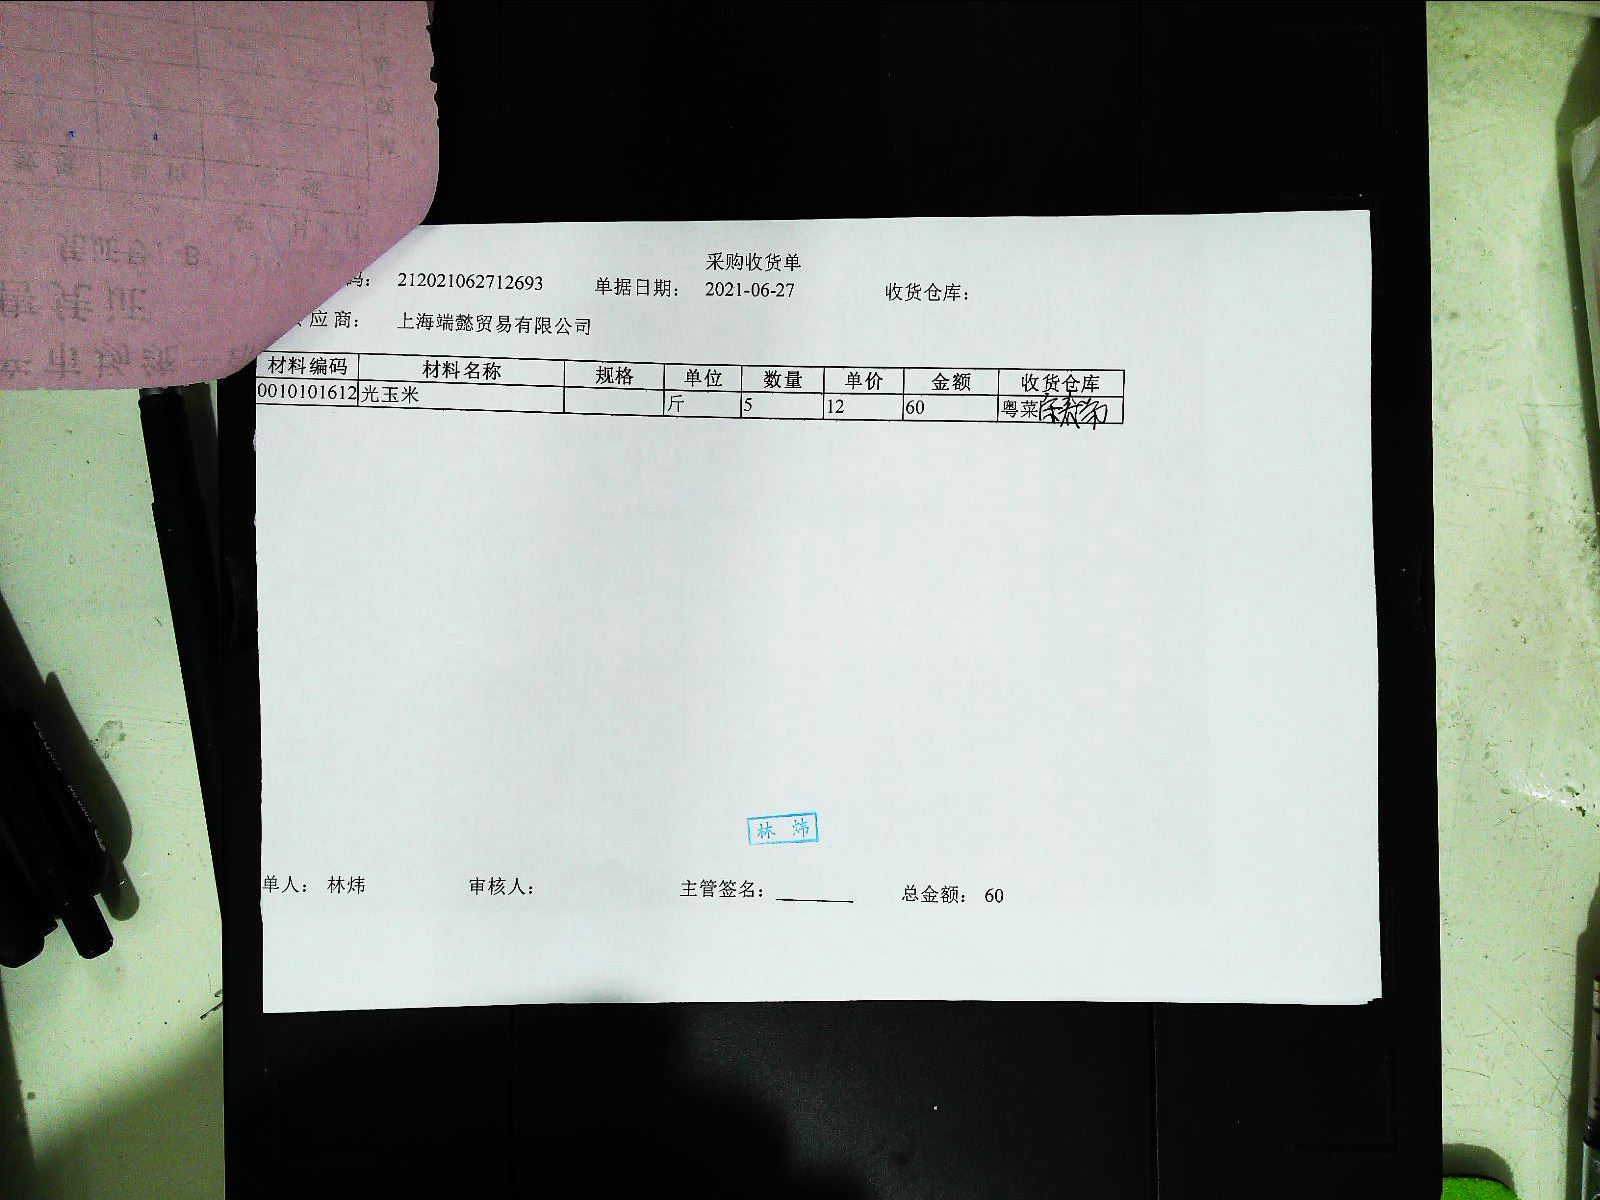 采购收货单
码： 212021062712693 单据日期： 2021-06-27 收货仓库：
应商： 上海端懿贸易有限公司
材料编码 材料名称 规格 单位 数量 单价 金额 收货仓库
0010101612 光玉米 斤 5 12 60 粤菜
林 炜
单人： 林炜 审核人： 主管签名： 总金额： 60